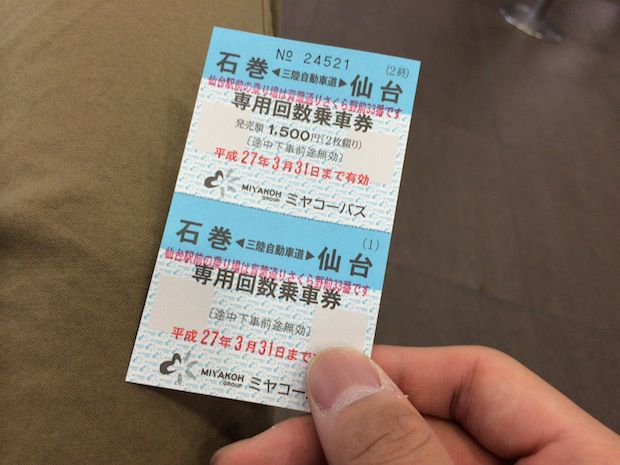 № 24521
(2終)
石巻 ◀三陸自動車道▶ 仙台
仙台駅前の乗り場は青葉通りさくら野前33番です
専用回数乗車券
発売額 1,500円(2枚綴り)
〔途中下車前途無効〕
平成27年3月31日まで有効
MIYAKOH GROUP ミヤコーバス
(1)
石巻 ◀三陸自動車道▶ 仙台
仙台駅前の乗り場は青葉通りさくら野前33番です
専用回数乗車券
〔途中下車前途無効〕
平成27年3月31日まで
MIYAKOH GROUP ミヤコーバ